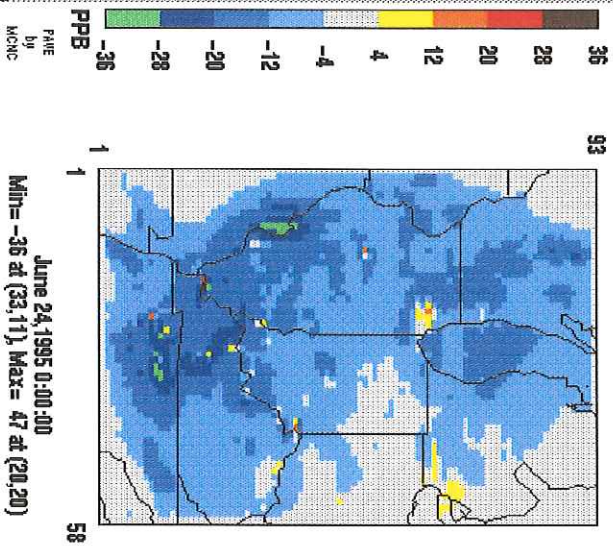 36
28
20
12
4
-4
-12
-20
-28
-36
PPB
PAVE
by
MCNC
93
1
1
58
June 24,1995 0:00:00
Min= -36 at (33,11), Max= 47 at (20,20)